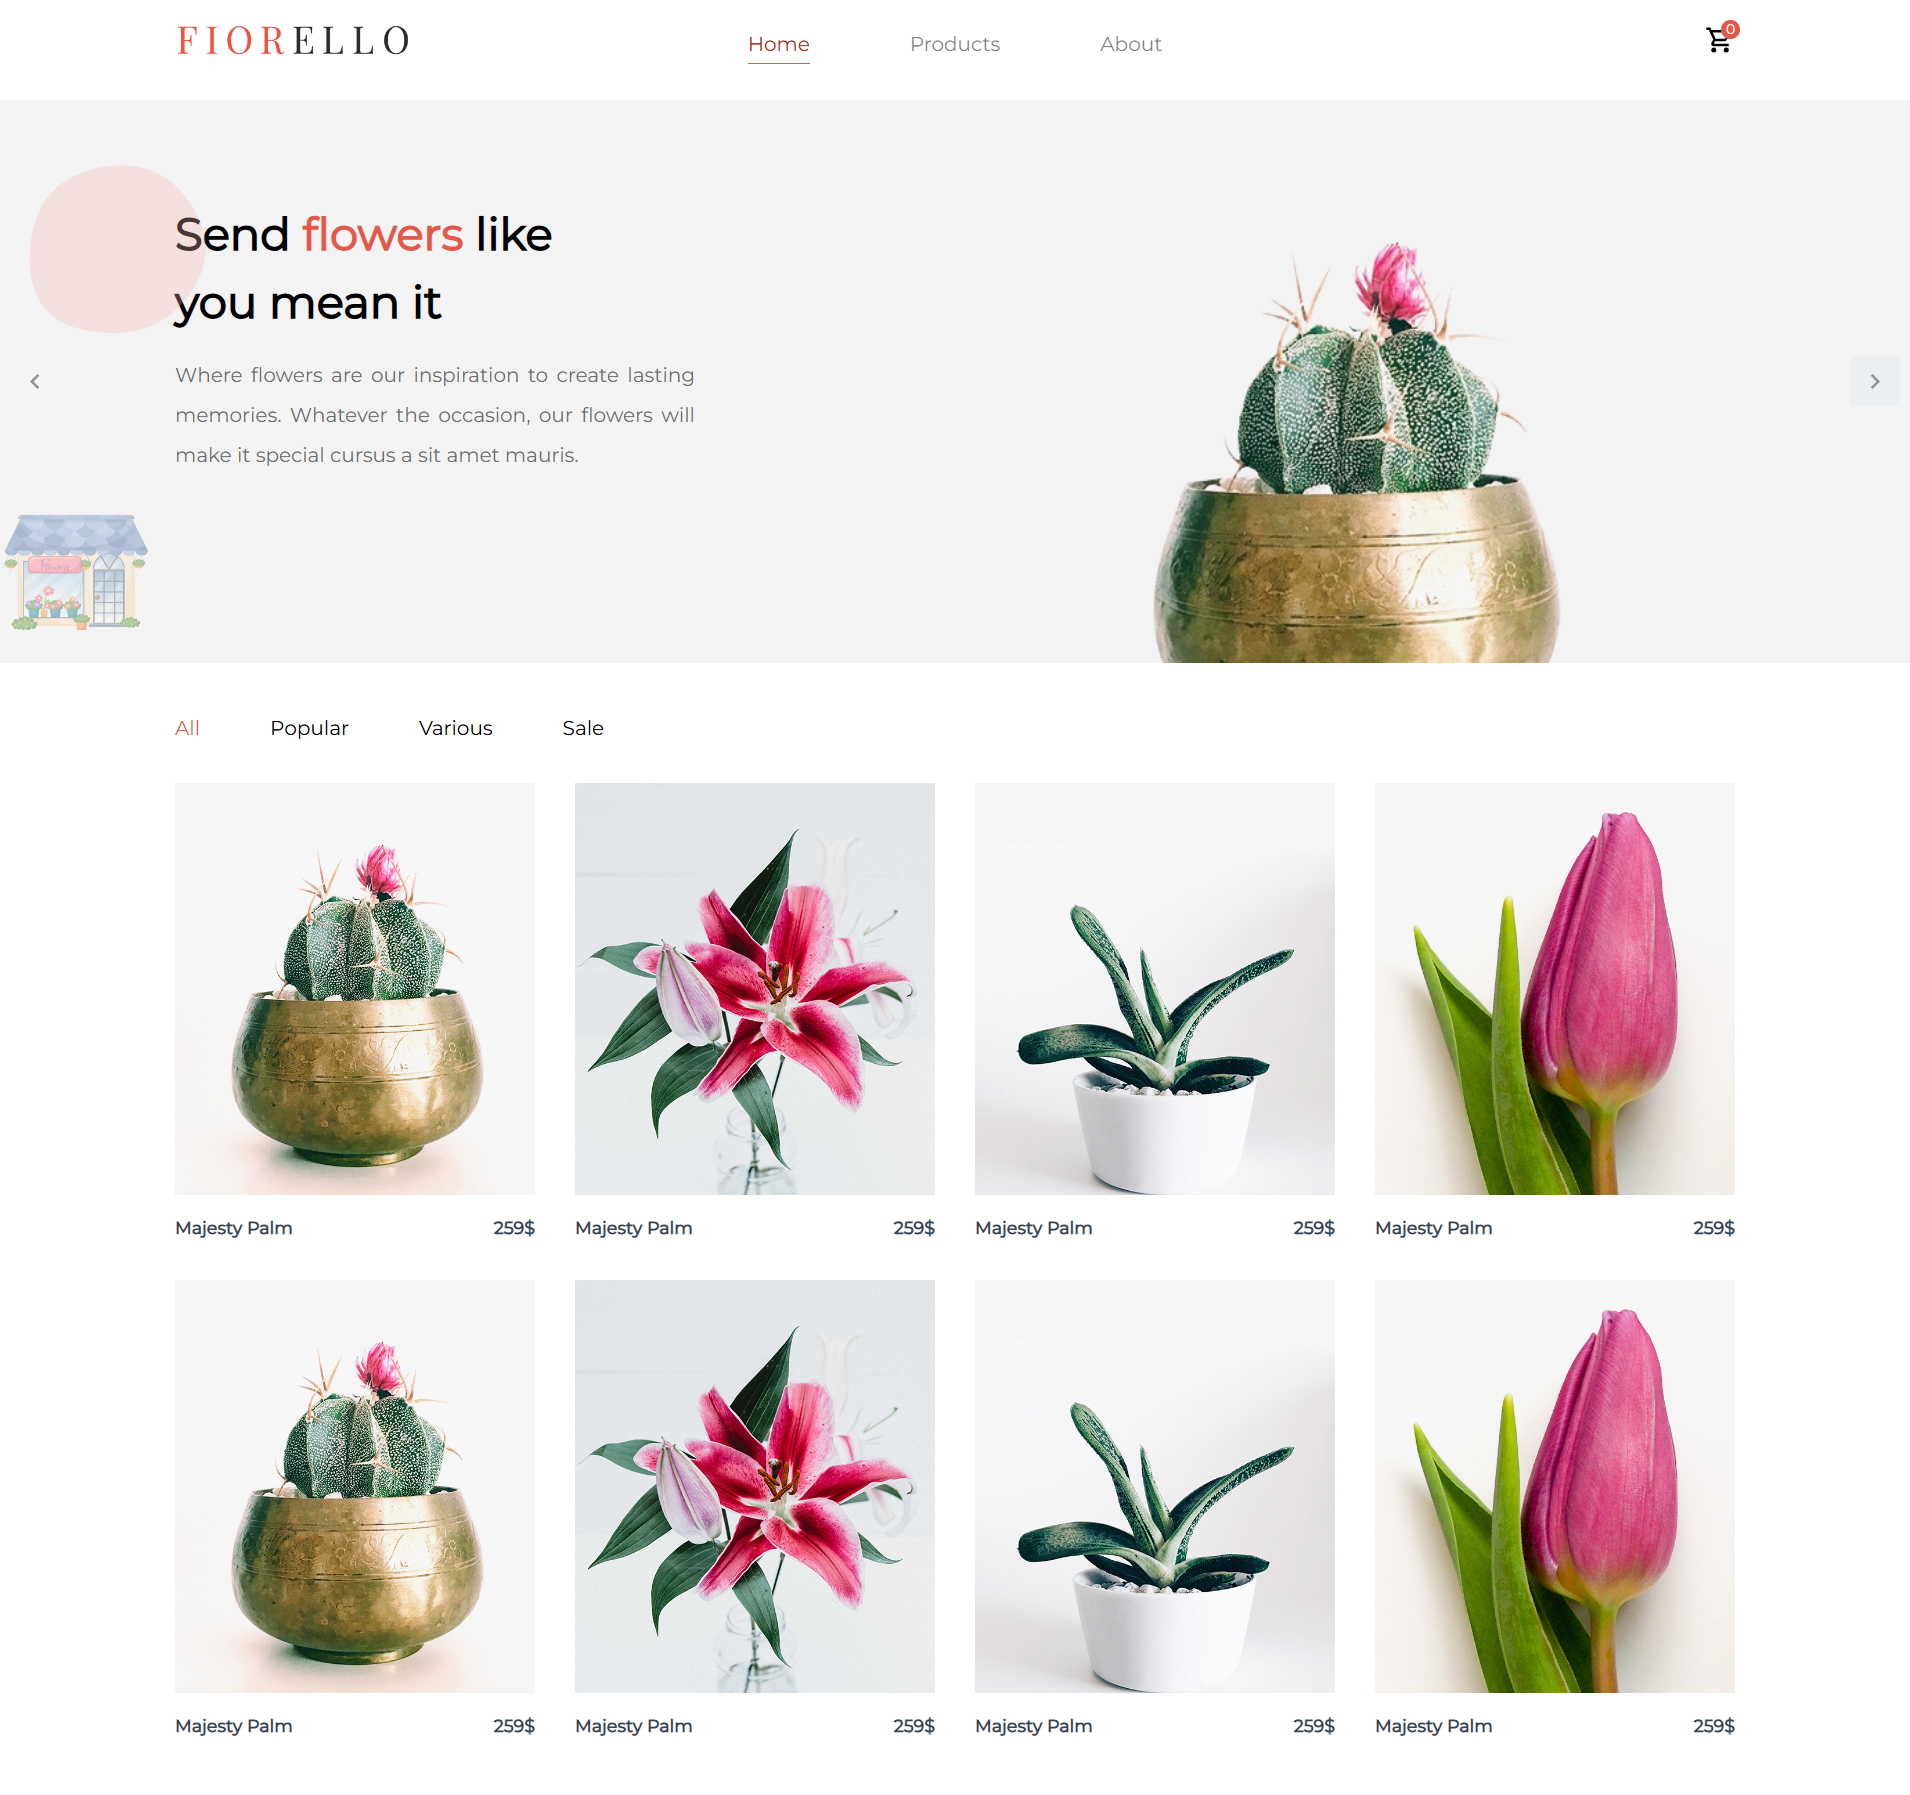 FIORELLO
Home Products About
0
Send flowers like
you mean it
Where flowers are our inspiration to create lasting
memories. Whatever the occasion, our flowers will
make it special cursus a sit amet mauris.
Flowers
All Popular Various Sale
Majesty Palm 259$ Majesty Palm 259$ Majesty Palm 259$ Majesty Palm 259$
Majesty Palm 259$ Majesty Palm 259$ Majesty Palm 259$ Majesty Palm 259$